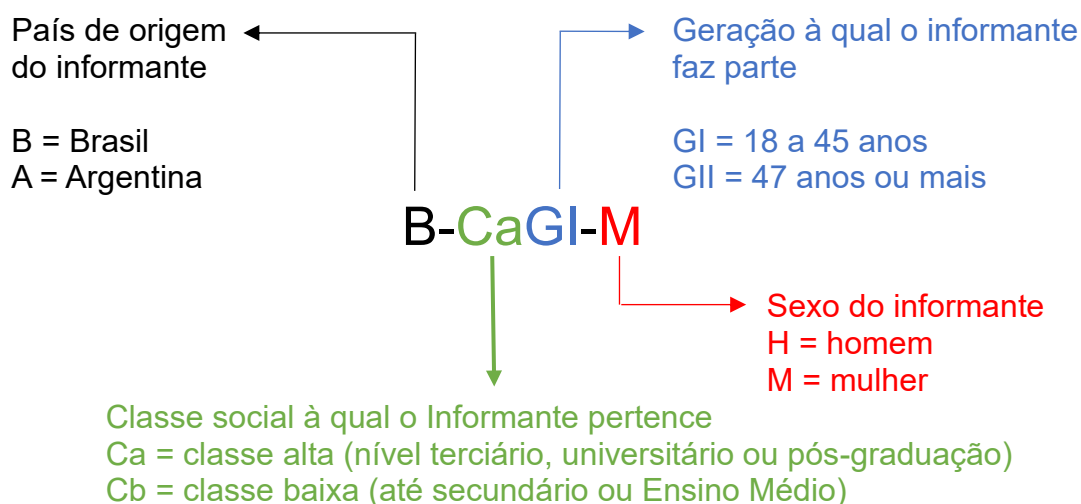 País de origem
do informante
B = Brasil
A = Argentina
Geração à qual o informante
faz parte
GI = 18 a 45 anos
GII = 47 anos ou mais
B-CaGI-M
Sexo do informante
H = homem
M = mulher
Classe social à qual o Informante pertence
Ca = classe alta (nível terciário, universitário ou pós-graduação)
Cb = classe baixa (até secundário ou Ensino Médio)